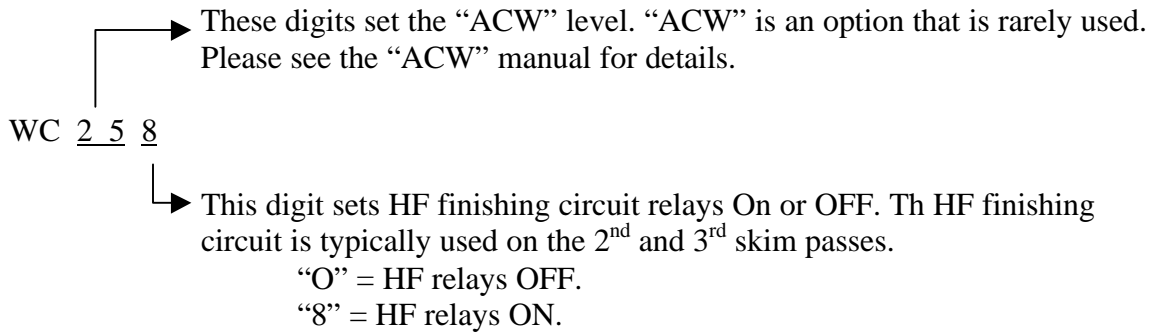 These digits set the “ACW” level. “ACW” is an option that is rarely used.
Please see the “ACW” manual for details.
WC 2 5 8
This digit sets HF finishing circuit relays On or OFF. Th HF finishing
circuit is typically used on the 2nd and 3rd skim passes.
“O” = HF relays OFF.
“8” = HF relays ON.